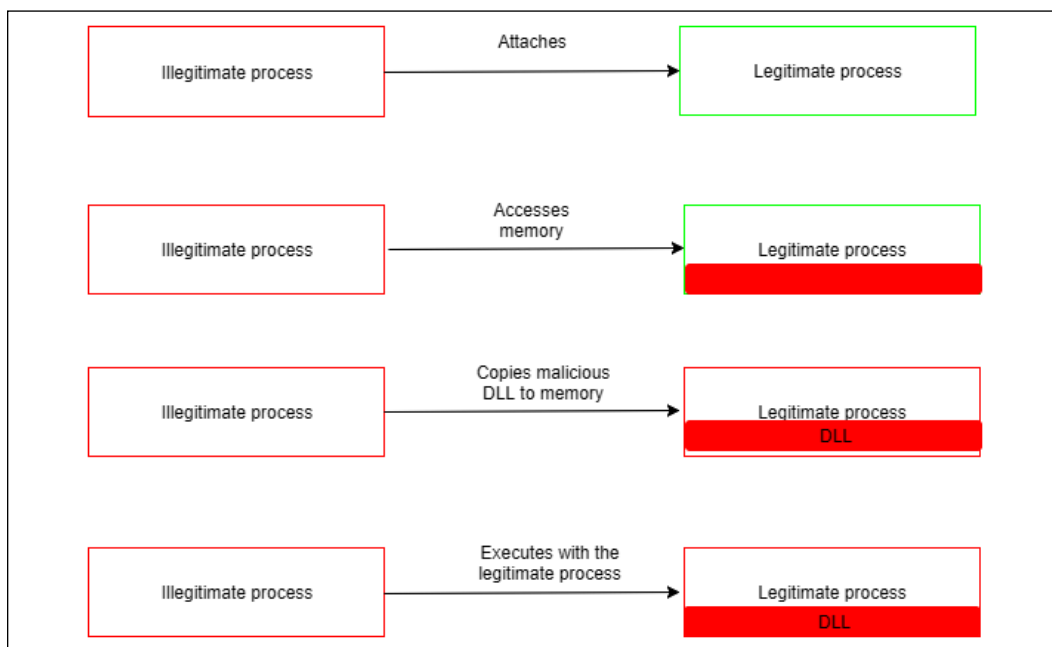 Illegitimate process
Attaches
Legitimate process
Illegitimate process
Accesses
memory
Legitimate process
Illegitimate process
Copies malicious
DLL to memory
Legitimate process
DLL
Illegitimate process
Executes with the
legitimate process
Legitimate process
DLL